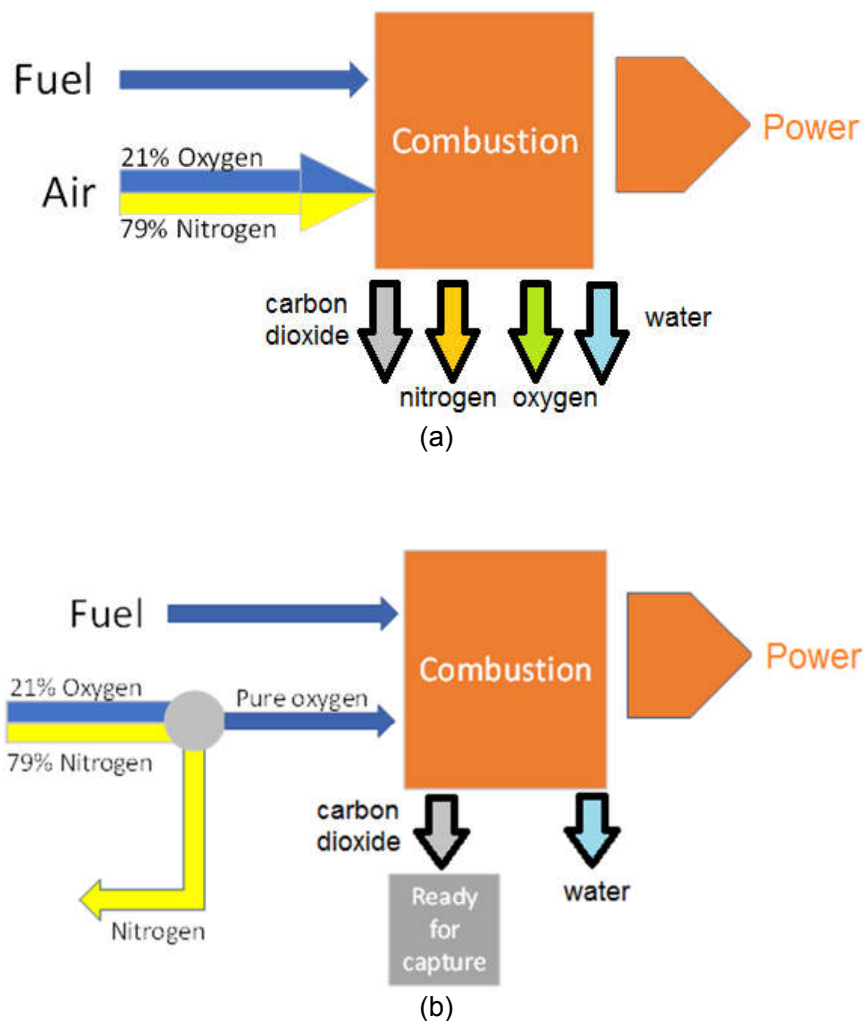 Fuel
Combustion
Power
21% Oxygen
Air
79% Nitrogen
carbon
dioxide
water
nitrogen
oxygen
(a)
Fuel
Combustion
Power
21% Oxygen
Pure oxygen
79% Nitrogen
carbon
dioxide
water
Ready
for
capture
Nitrogen
(b)